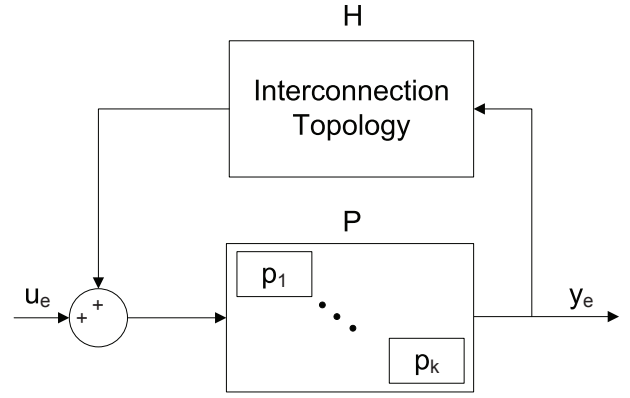 H
Interconnection
Topology
P
p₁
uₑ
+
+
yₑ
pₖ